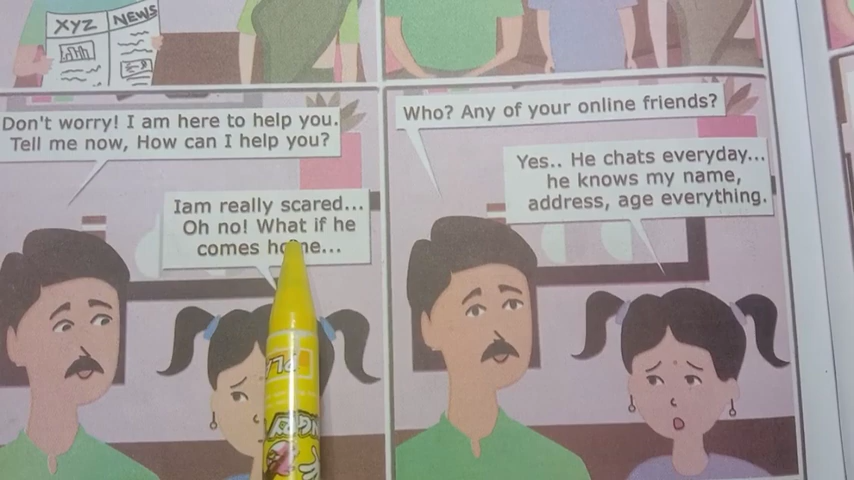 XYZ NEWS
Don't worry! I am here to help you.
Tell me now, How can I help you?
Iam really scared...
Oh no! What if he
comes home...
Who? Any of your online friends?
Yes.. He chats everyday...
he knows my name,
address, age everything.